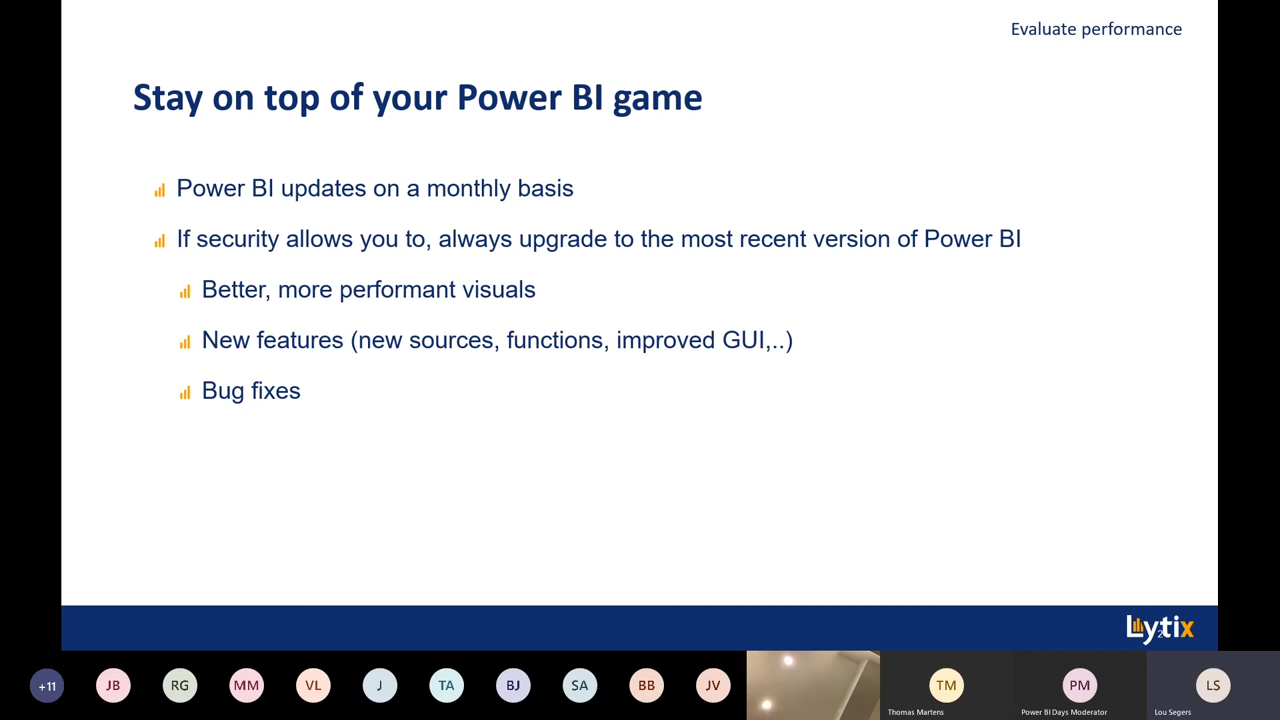 Evaluate performance
Stay on top of your Power BI game
Power BI updates on a monthly basis
If security allows you to, always upgrade to the most recent version of Power BI
Better, more performant visuals
New features (new sources, functions, improved GUI,..)
Bug fixes
Lytix
+11
JB
RG
MM
VL
J
TA
BJ
SA
BB
JV
TM
Thomas Martens
PM
Power BI Days Moderator
LS
Lou Segers